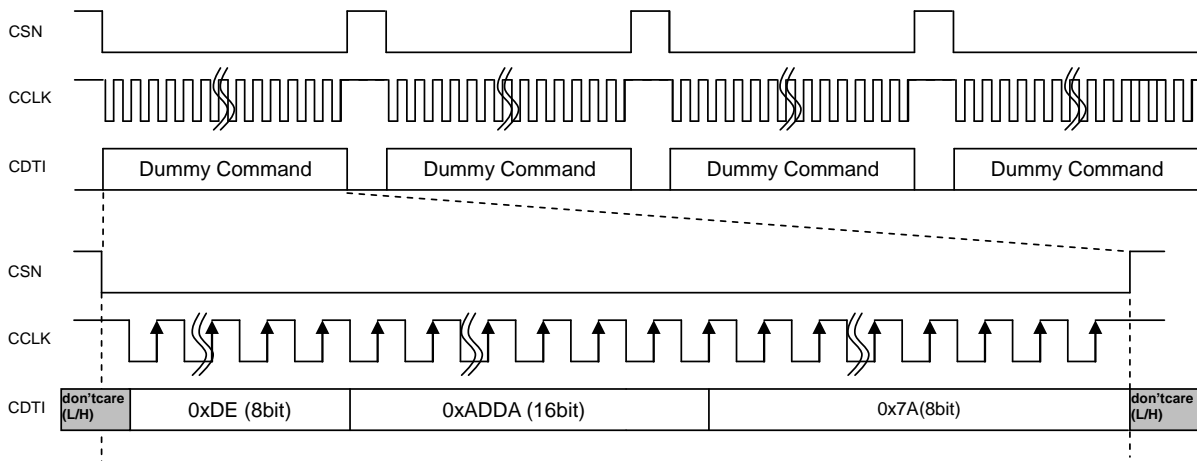 CSN
CCLK
CDTI
Dummy Command
Dummy Command
Dummy Command
Dummy Command
CSN
CCLK
CDTI
don'tcare
(L/H)
0xDE (8bit)
0xADDA (16bit)
0x7A(8bit)
don'tcare
(L/H)